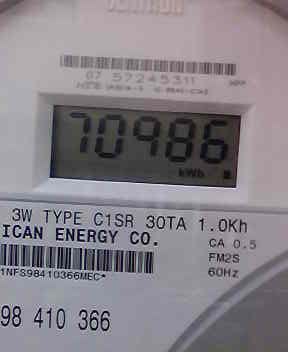 07 57245311
70986
kWh
3W TYPE C1SR 30TA 1.0Kh
ICAN ENERGY CO.
CA 0.5
FM2S
60Hz
1NFS98410366MEC*
98 410 366